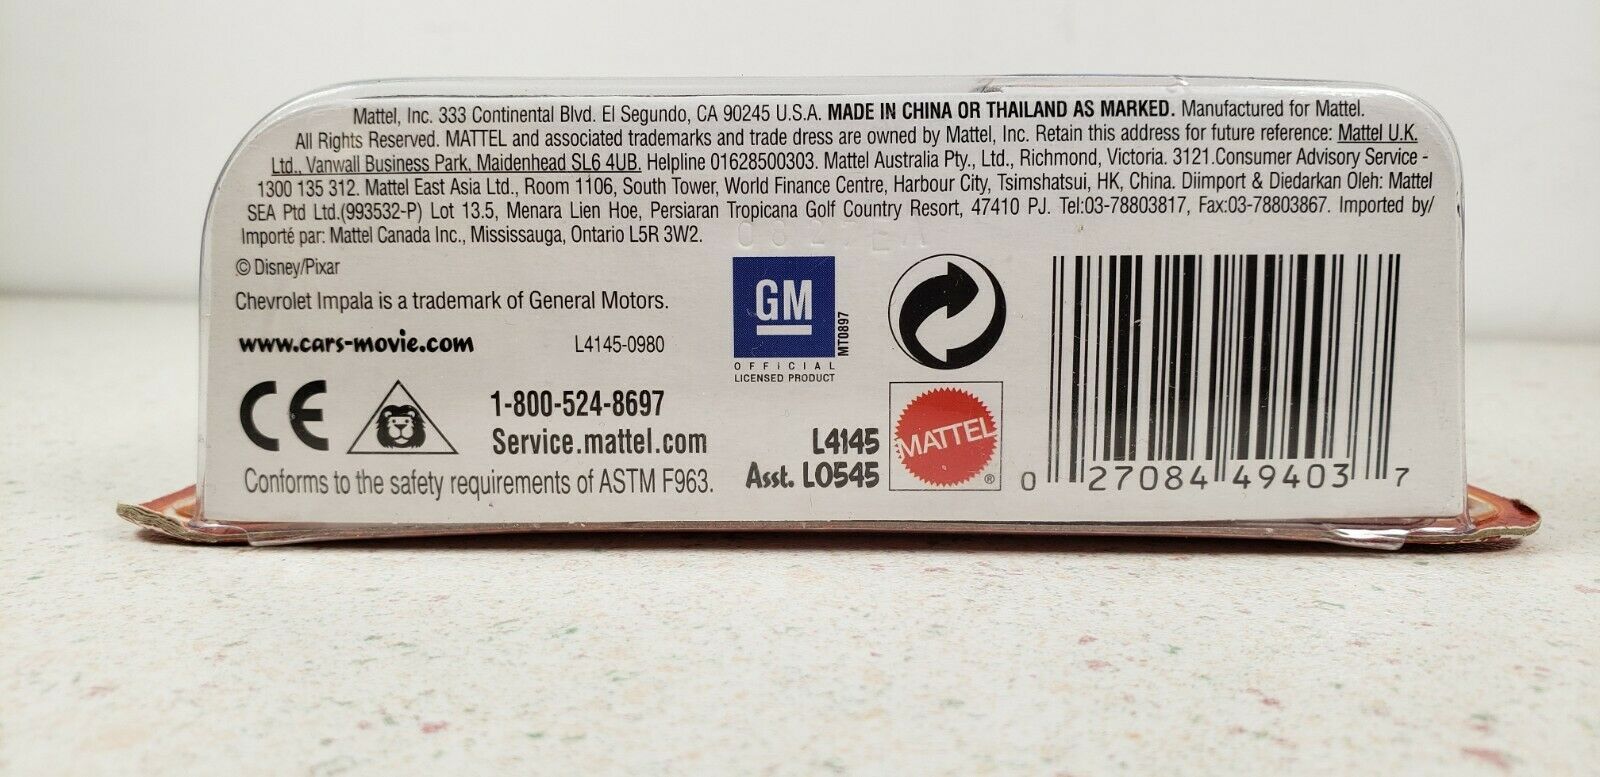 Mattel, Inc. 333 Continental Blvd. El Segundo, CA 90245 U.S.A. MADE IN CHINA OR THAILAND AS MARKED. Manufactured for Mattel.
All Rights Reserved. MATTEL and associated trademarks and trade dress are owned by Mattel, Inc. Retain this address for future reference: Mattel U.K.
Ltd., Vanwall Business Park, Maidenhead SL6 4UB. Helpline 01628500303. Mattel Australia Pty., Ltd., Richmond, Victoria. 3121.Consumer Advisory Service -
1300 135 312. Mattel East Asia Ltd., Room 1106, South Tower, World Finance Centre, Harbour City, Tsimshatsui, HK, China. Diimport & Diedarkan Oleh: Mattel
SEA Ptd Ltd.(993532-P) Lot 13.5, Menara Lien Hoe, Persiaran Tropicana Golf Country Resort, 47410 PJ. Tel:03-78803817, Fax:03-78803867. Imported by/
Importé par: Mattel Canada Inc., Mississauga, Ontario L5R 3W2.
© Disney/Pixar
Chevrolet Impala is a trademark of General Motors.
www.cars-movie.com
L4145-0980
CE
1-800-524-8697
Service.mattel.com
Conforms to the safety requirements of ASTM F963.
GM
MT0897
OFFICIAL
LICENSED PRODUCT
L4145
Asst. L0545
MATTEL
®
0 27084 49403 7